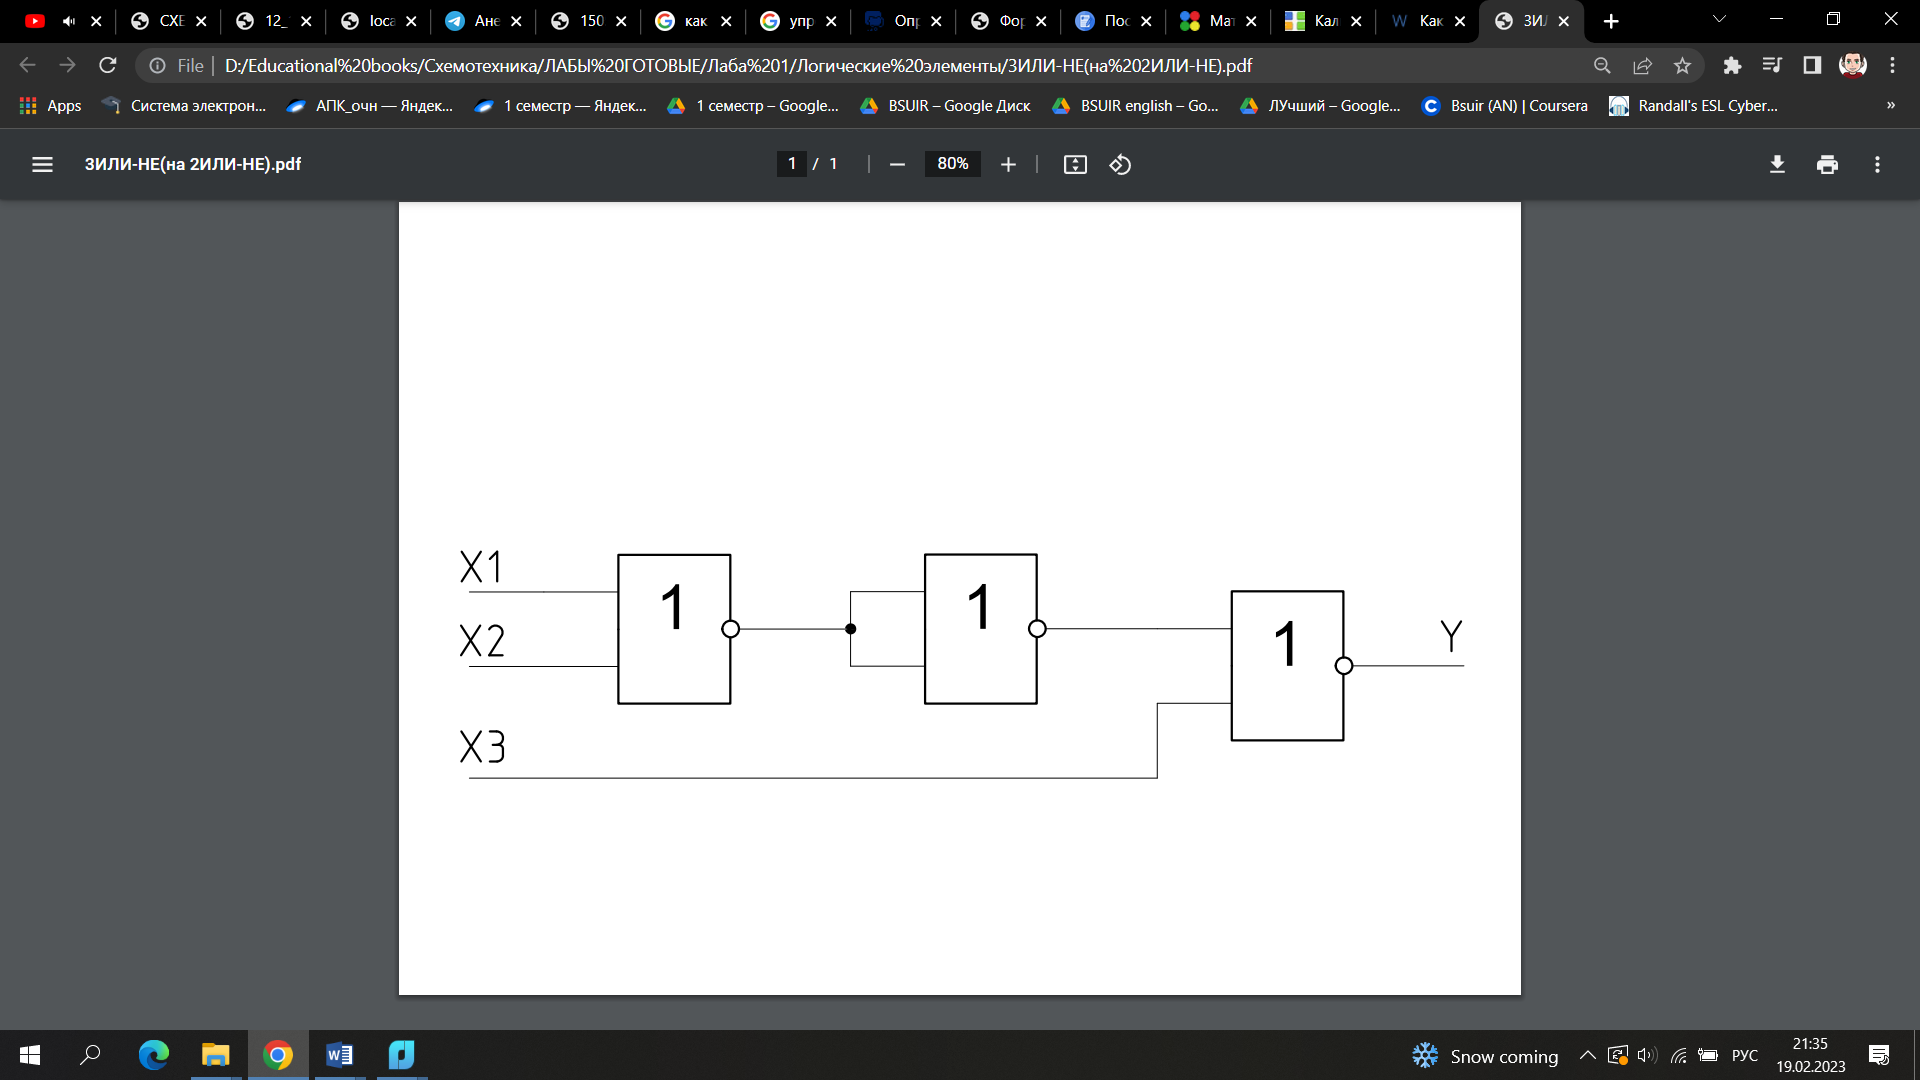 СХЕ
12_
loca
Ане
150
как
упр
Опр
Фор
Пос
Мат
Кал
Как
3ИЛ
File | D:/Educational%20books/Схемотехника/ЛАБЫ%20ГОТОВЫЕ/Лаба%201/Логические%20элементы/3ИЛИ-НЕ(на%202ИЛИ-НЕ).pdf
Apps
Система электрон...
АПК_очн — Яндек...
1 семестр — Яндек...
1 семестр – Google...
BSUIR – Google Диск
BSUIR english – Go...
ЛУчший – Google...
Bsuir (AN) | Coursera
Randall's ESL Cyber...
»
3ИЛИ-НЕ(на 2ИЛИ-НЕ).pdf
1 / 1
80%
X1
1
1
X2
1
Y
X3
Snow coming
РУС
21:35
19.02.2023